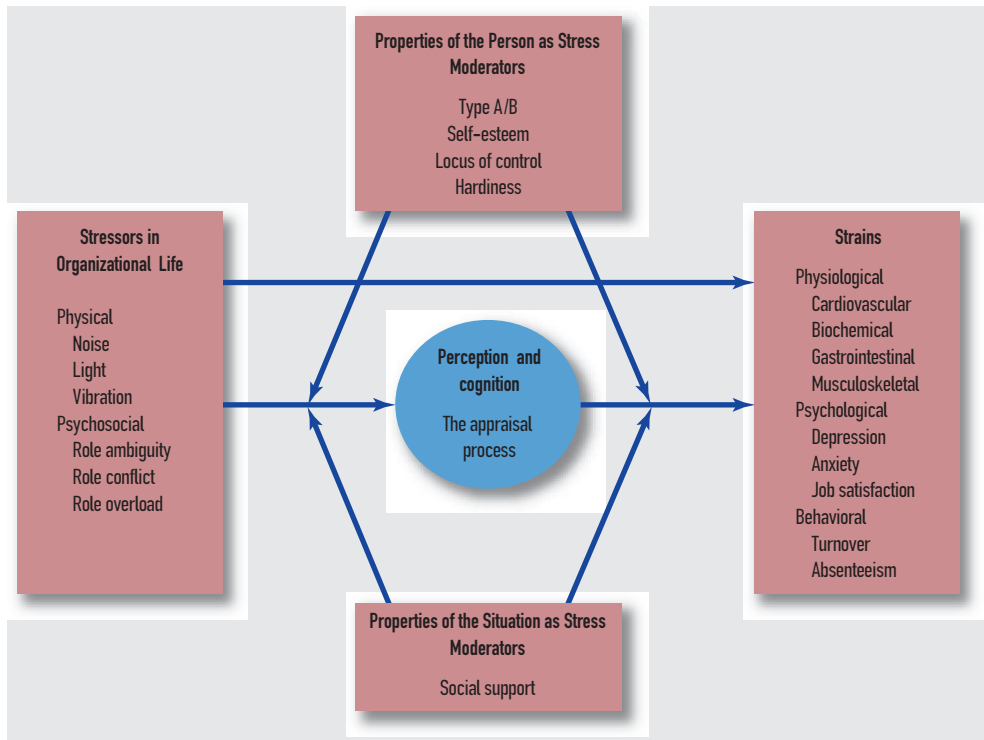 Properties of the Person as Stress
Moderators
Type A/B
Self-esteem
Locus of control
Hardiness
Stressors in
Organizational Life
Physical
Noise
Light
Vibration
Psychosocial
Role ambiguity
Role conflict
Role overload
Perception and
cognition
The appraisal
process
Strains
Physiological
Cardiovascular
Biochemical
Gastrointestinal
Musculoskeletal
Psychological
Depression
Anxiety
Job satisfaction
Behavioral
Turnover
Absenteeism
Properties of the Situation as Stress
Moderators
Social support